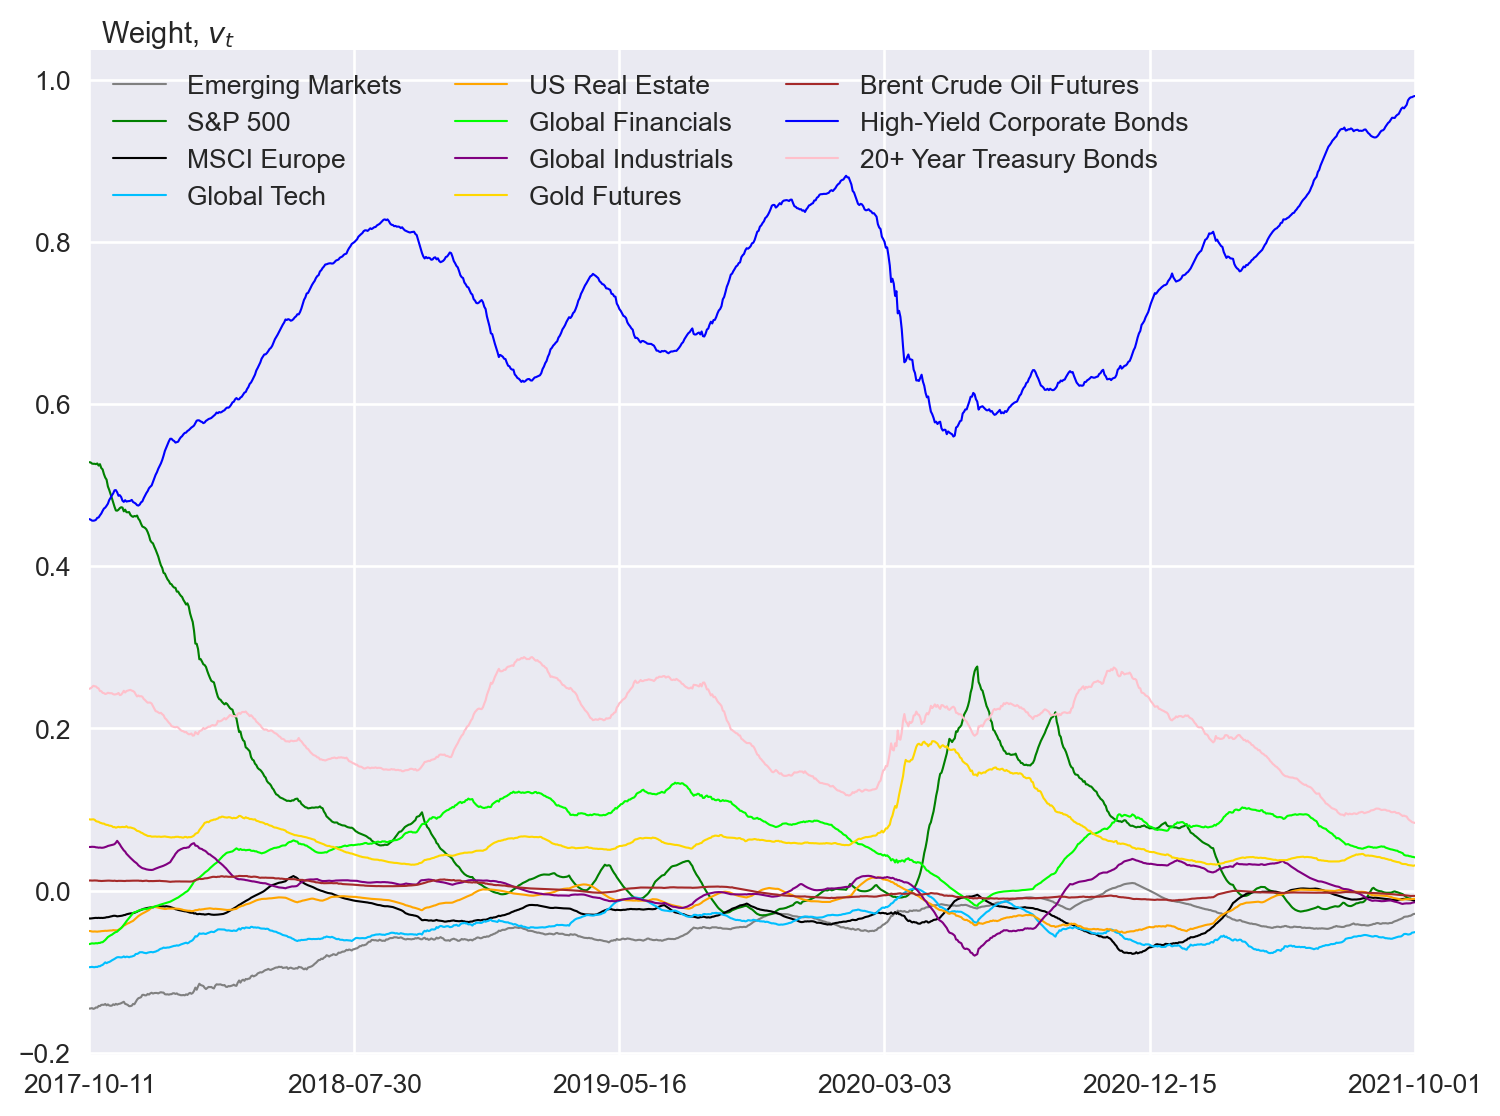 Weight, vₜ
1.0
0.8
0.6
0.4
0.2
0.0
−0.2
Emerging Markets
S&P 500
MSCI Europe
Global Tech
US Real Estate
Global Financials
Global Industrials
Gold Futures
Brent Crude Oil Futures
High-Yield Corporate Bonds
20+ Year Treasury Bonds
2017-10-11
2018-07-30
2019-05-16
2020-03-03
2020-12-15
2021-10-01